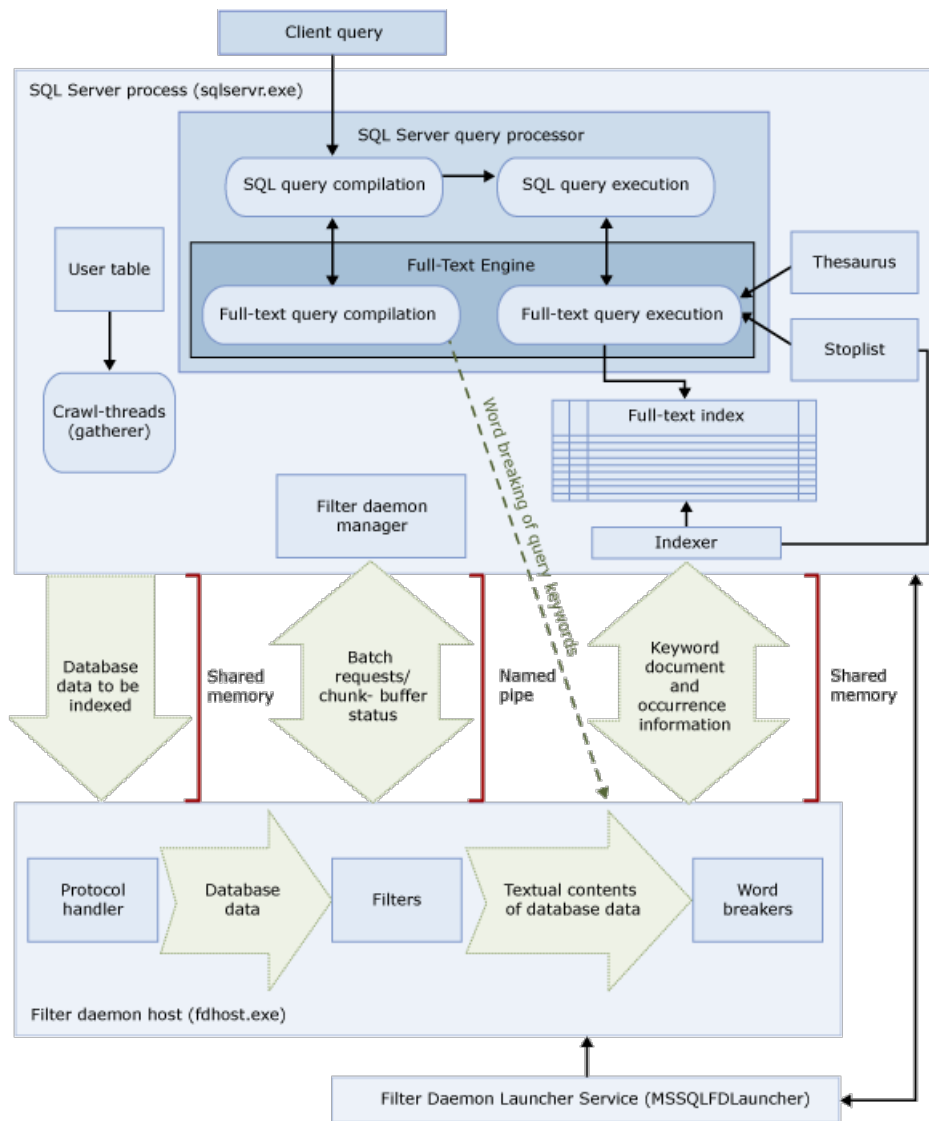 Client query
SQL Server process (sqlservr.exe)
SQL Server query processor
SQL query compilation
SQL query execution
User table
Full-Text Engine
Thesaurus
Full-text query compilation
Full-text query execution
Stoplist
Crawl-threads
(gatherer)
Word breaking of query keywords
Full-text index
Filter daemon
manager
Indexer
Database
data to be
indexed
Shared
memory
Batch
requests/
chunk- buffer
status
Named
pipe
Keyword
document
and
occurrence
information
Shared
memory
Protocol
handler
Database
data
Filters
Textual contents
of database data
Word
breakers
Filter daemon host (fdhost.exe)
Filter Daemon Launcher Service (MSSQLFDLauncher)